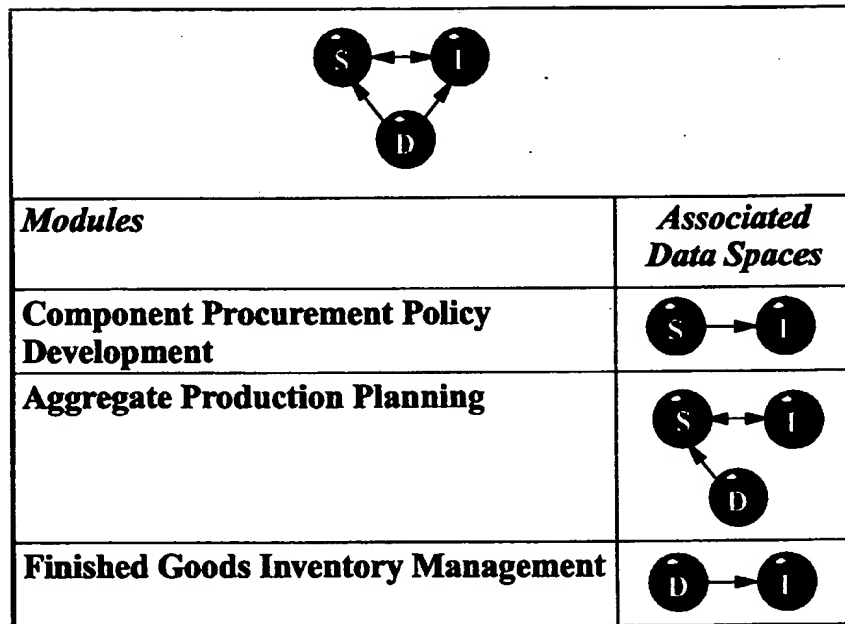 S I
D
Modules
Associated
Data Spaces
Component Procurement Policy
Development
S I
Aggregate Production Planning
S I
D
Finished Goods Inventory Management
D I